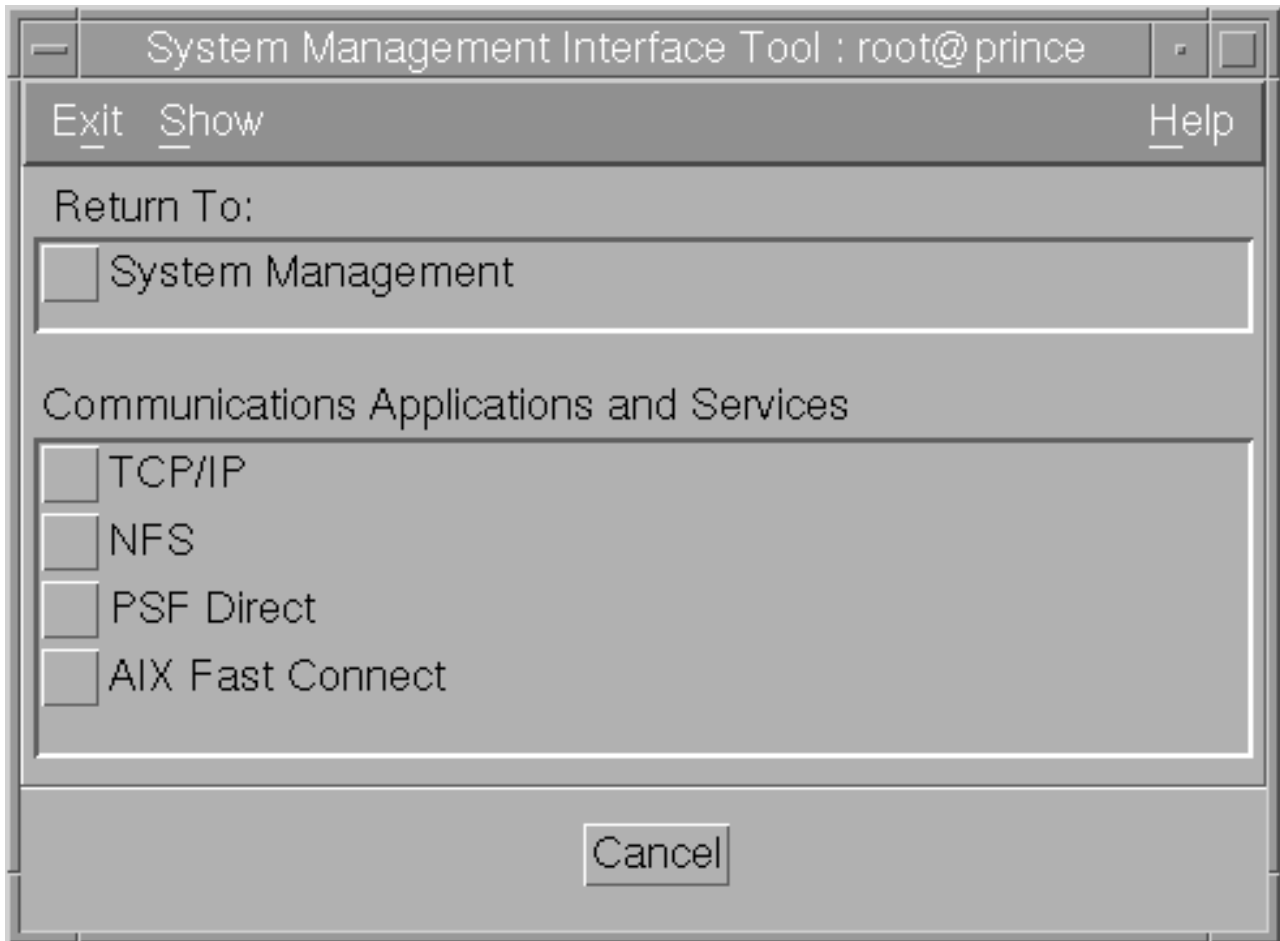 System Management Interface Tool : root@prince
Exit Show Help
Return To:
System Management
Communications Applications and Services
TCP/IP
NFS
PSF Direct
AIX Fast Connect
Cancel